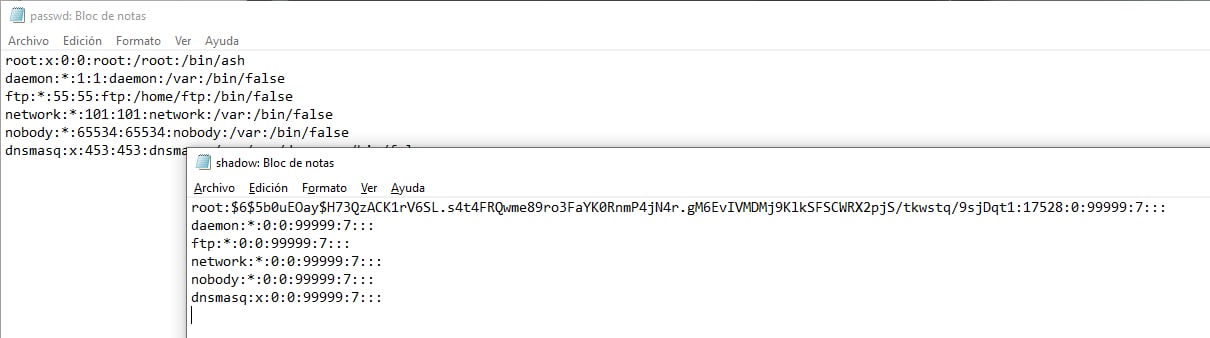 passwd: Bloc de notas
Archivo Edición Formato Ver Ayuda
root:x:0:0:root:/root:/bin/ash
daemon:*:1:1:daemon:/var:/bin/false
ftp:*:55:55:ftp:/home/ftp:/bin/false
network:*:101:101:network:/var:/bin/false
nobody:*:65534:65534:nobody:/var:/bin/false
dnsmasq:x:453:453:dnsma
shadow: Bloc de notas
Archivo Edición Formato Ver Ayuda
root:$6$5b0uEOay$H73QzACK1rV6SL.s4t4FRQwme89ro3FaYK0RnmP4jN4r.gM6EvIVMDMj9KlkSFSCWRX2pjS/tkwstq/9sjDqt1:17528:0:99999:7:::
daemon:*:0:0:99999:7:::
ftp:*:0:0:99999:7:::
network:*:0:0:99999:7:::
nobody:*:0:0:99999:7:::
dnsmasq:x:0:0:99999:7:::